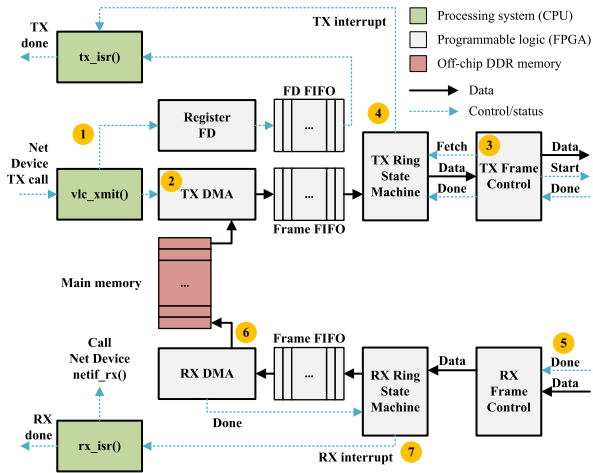 TX interrupt
TX
done
tx_isr()
Processing system (CPU)
Programmable logic (FPGA)
Off-chip DDR memory
Data
Control/status
FD FIFO
...
Register
FD
1
4
Net
Device
TX call
vlc_xmit()
2
TX DMA
...
Frame FIFO
TX Ring
State
Machine
Fetch
Data
Done
3
TX Frame
Control
Data
Start
Done
Main memory
...
6
Frame FIFO
...
RX DMA
Done
RX Ring
State
Machine
Data
RX
Frame
Control
5
Done
Data
Call
Net Device
netif_rx()
RX
done
rx_isr()
RX interrupt
7